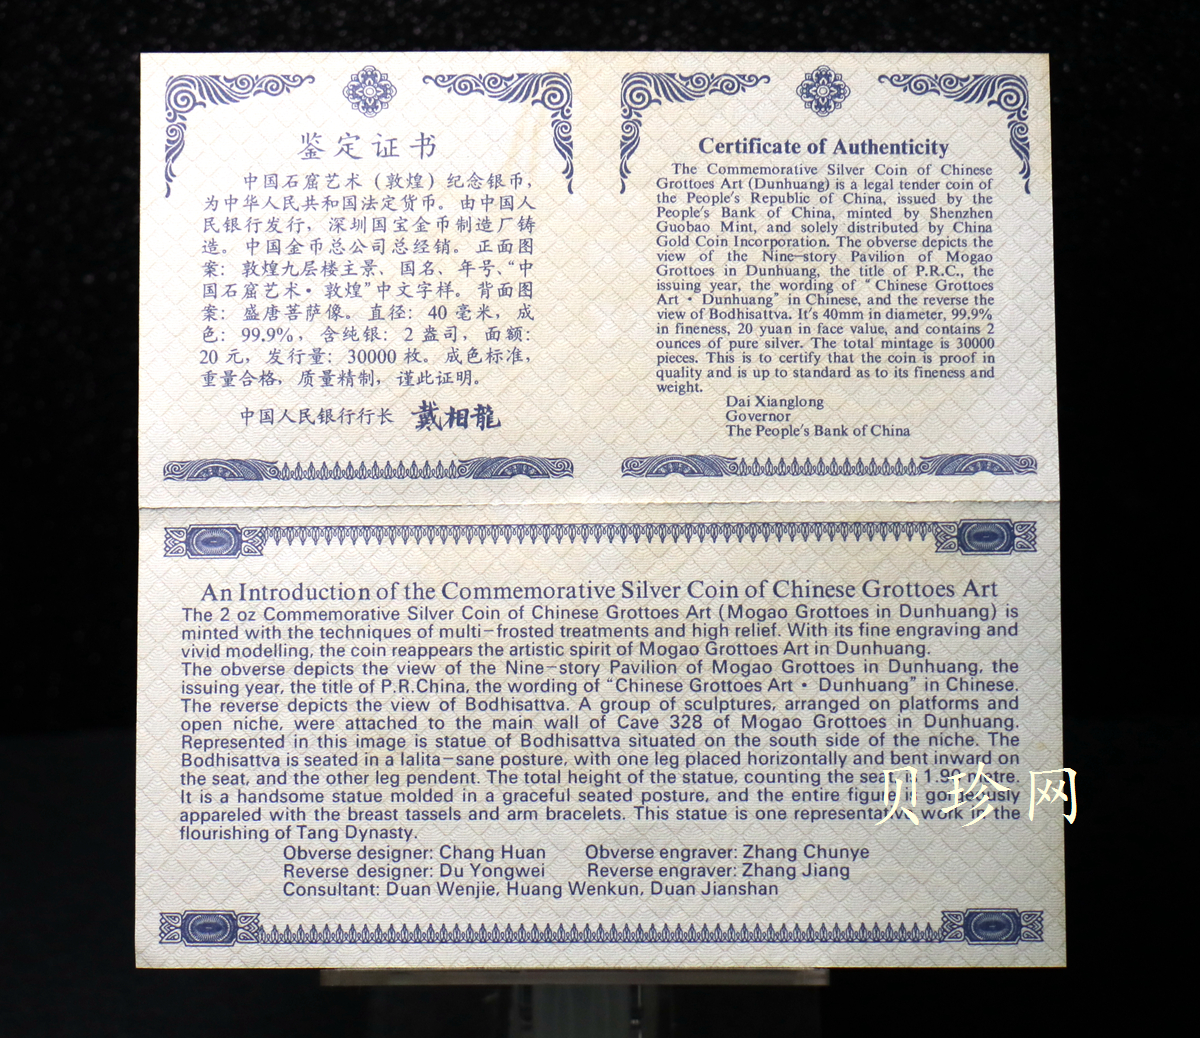 鉴定证书
中国石窟艺术（敦煌）纪念银币，
为中华人民共和国法定货币。由中国人
民银行发行，深圳国宝金币制造厂铸
造。中国金币总公司总经销。正面图
案：敦煌九层楼主景、国名、年号、“中
国石窟艺术·敦煌”中文字样。背面图
案：盛唐菩萨像。直径：40毫米，成
色：99.9%，含纯银：2盎司，面额：
20元，发行量：30000枚。成色标准，
重量合格，质量精制，谨此证明。
中国人民银行行长 戴相龍
Certificate of Authenticity
The Commemorative Silver Coin of Chinese
Grottoes Art (Dunhuang) is a legal tender coin of
the People's Republic of China, issued by the
People's Bank of China, minted by Shenzhen
Guobao Mint, and solely distributed by China
Gold Coin Incorporation. The obverse depicts the
view of the Nine-story Pavilion of Mogao
Grottoes in Dunhuang, the title of P.R.C., the
issuing year, the wording of "Chinese Grottoes
Art · Dunhuang" in Chinese, and the reverse the
view of Bodhisattva. It's 40mm in diameter, 99.9%
in fineness, 20 yuan in face value, and contains 2
ounces of pure silver. The total mintage is 30000
pieces. This is to certify that the coin is proof in
quality and is up to standard as to its fineness and
weight.
Dai Xianglong
Governor
The People's Bank of China
An Introduction of the Commemorative Silver Coin of Chinese Grottoes Art
The 2 oz Commemorative Silver Coin of Chinese Grottoes Art (Mogao Grottoes in Dunhuang) is
minted with the techniques of multi-frosted treatments and high relief. With its fine engraving and
vivid modelling, the coin reappears the artistic spirit of Mogao Grottoes Art in Dunhuang.
The obverse depicts the view of the Nine-story Pavilion of Mogao Grottoes in Dunhuang, the
issuing year, the title of P.R.China, the wording of "Chinese Grottoes Art · Dunhuang" in Chinese.
The reverse depicts the view of Bodhisattva. A group of sculptures, arranged on platforms and
open niche, were attached to the main wall of Cave 328 of Mogao Grottoes in Dunhuang.
Represented in this image is statue of Bodhisattva situated on the south side of the niche. The
Bodhisattva is seated in a lalita-sane posture, with one leg placed horizontally and bent inward on
the seat, and the other leg pendent. The total height of the statue, counting the seat,
It is a handsome statue molded in a graceful seated posture, and the entire figure gorgeously
appareled with the breast tassels and arm bracelets. This statue is one representative work in the
flourishing of Tang Dynasty.
Obverse designer: Chang Huan Obverse engraver: Zhang Chunye
Reverse designer: Du Yongwei Reverse engraver: Zhang Jiang
Consultant: Duan Wenjie, Huang Wenkun, Duan Jianshan
贝珍网